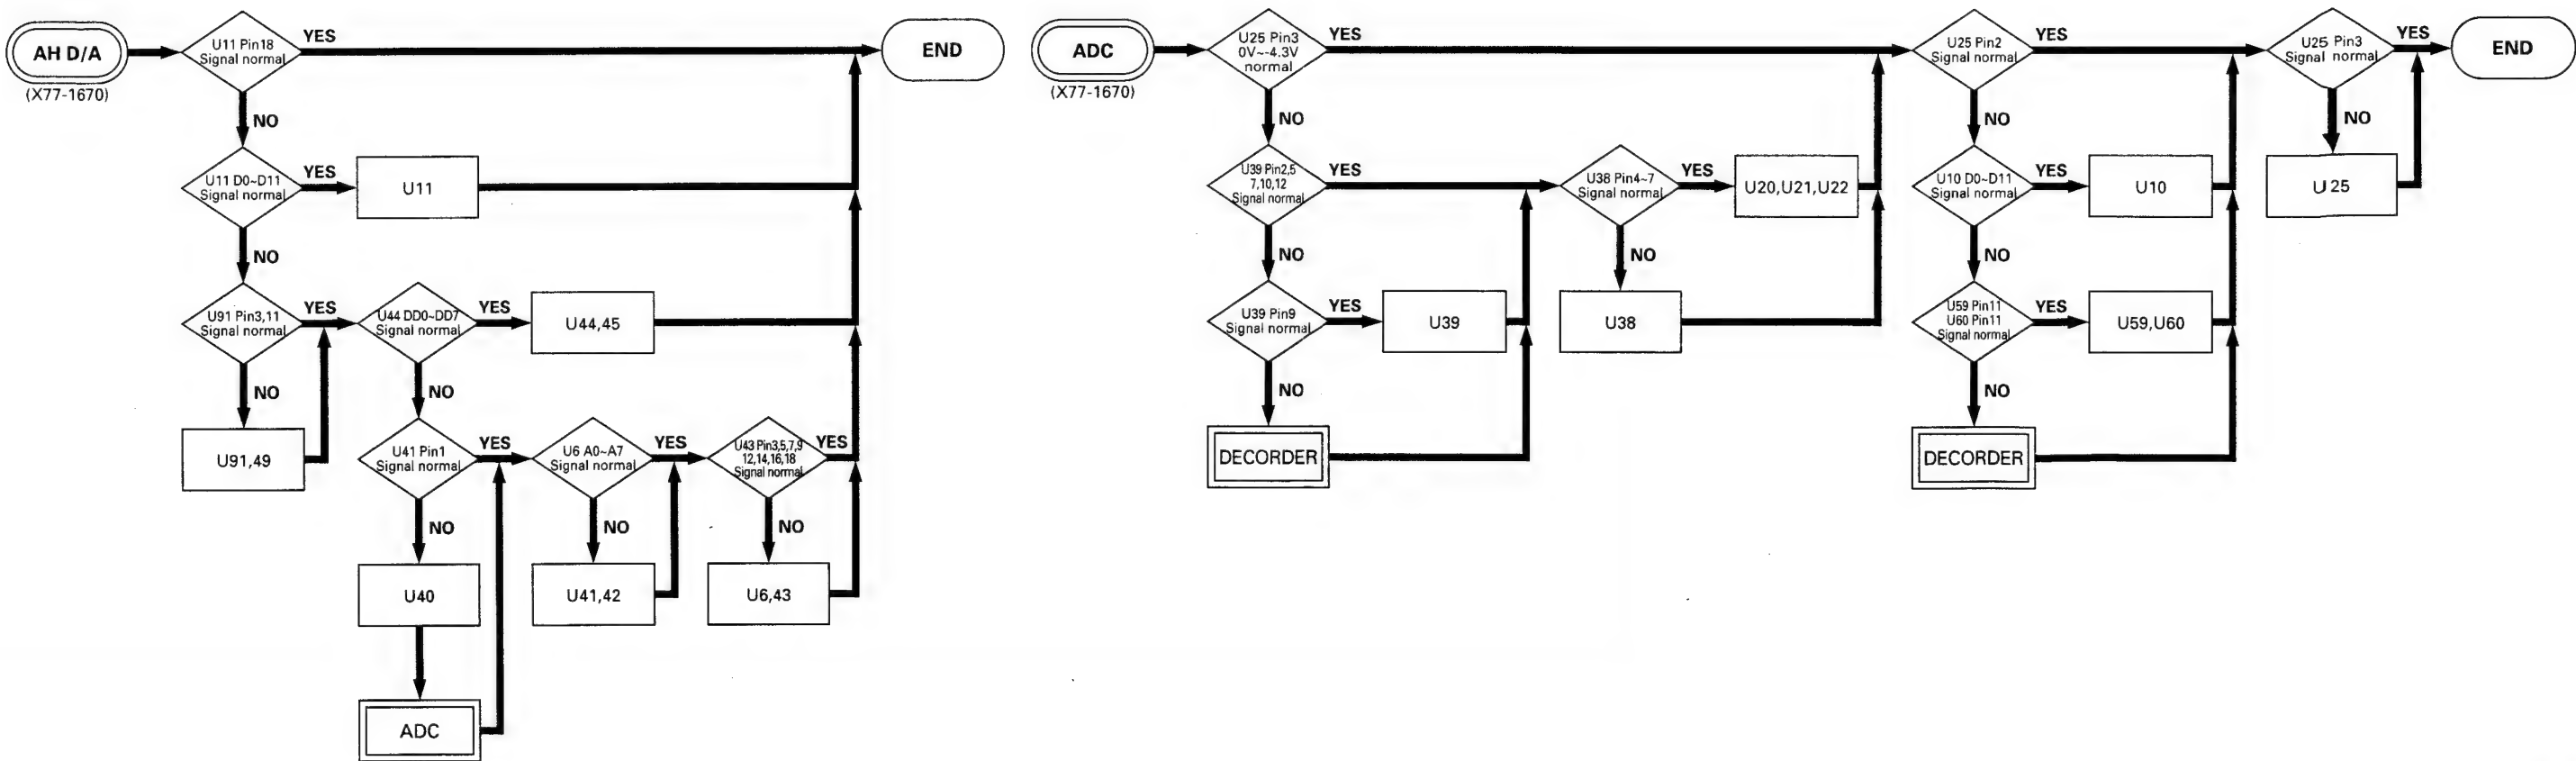 AH D/A
(X77-1670)
U11 Pin18
Signal normal
YES
END
NO
U11 D0~D11
Signal normal
YES
U11
NO
U91 Pin3,11
Signal normal
YES
U44 DD0~DD7
Signal normal
YES
U44,45
NO
NO
U91,49
U41 Pin1
Signal normal
YES
U6 A0~A7
Signal normal
YES
U43 Pin3,5,7,9
12,14,16,18
Signal normal
YES
NO
NO
NO
U40
U41,42
U6,43
ADC
ADC
(X77-1670)
U25 Pin3
0V~-4.3V
normal
YES
NO
U39 Pin2,5
7,10,12
Signal normal
YES
U38 Pin4~7
Signal normal
YES
U20,U21,U22
NO
NO
U39 Pin9
Signal normal
YES
U39
U38
NO
DECORDER
U25 Pin2
Signal normal
YES
U25 Pin3
Signal normal
YES
END
NO
NO
U10 D0~D11
Signal normal
YES
U10
U 25
NO
U59 Pin11
U60 Pin11
Signal normal
YES
U59,U60
NO
DECORDER